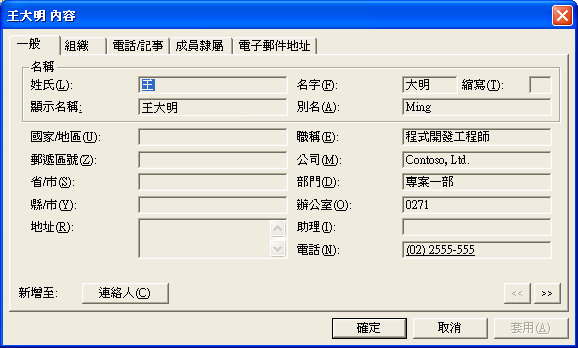 王大明 內容
一般 組織 電話/記事 成員隸屬 電子郵件地址
名稱
姓氏(L): 王 名字(F): 大明 縮寫(T):
顯示名稱: 王大明 別名(A): Ming
國家/地區(U): 職稱(E): 程式開發工程師
郵遞區號(Z): 公司(M): Contoso, Ltd.
省/市(S): 部門(D): 專案一部
縣/市(Y): 辦公室(O): 0271
地址(R): 助理(I):
電話(N): (02) 2555-555
新增至: 連絡人(C) << >>
確定 取消 套用(A)